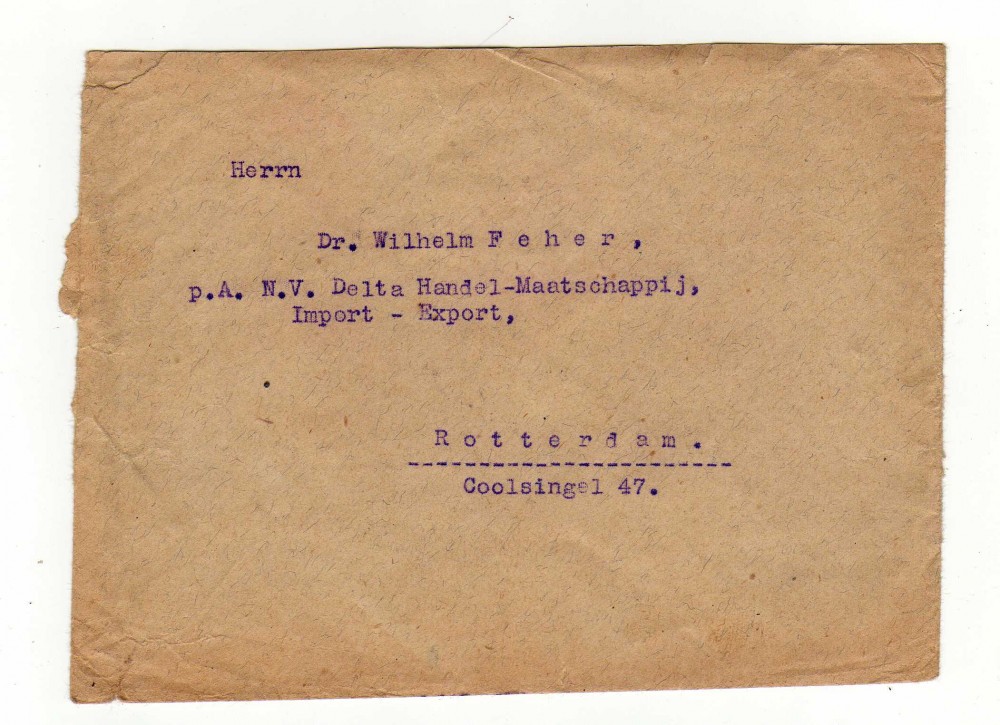 Herrn
Dr. Wilhelm F e h e r ,
p.A. N.V. Delta Handel-Maatschappij,
Import - Export,
R o t t e r d a m .
-----------------------
Coolsingel 47.